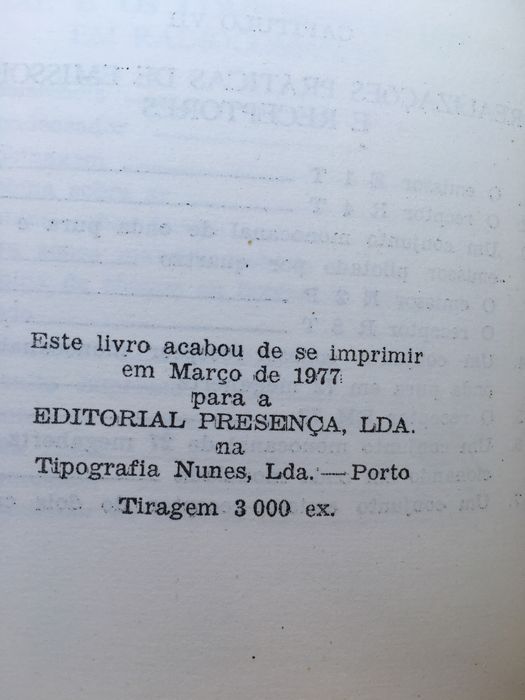 Este livro acabou de se imprimir
em Março de 1977
para a
EDITORIAL PRESENÇA, LDA.
na
Tipografia Nunes, Lda. — Porto
Tiragem 3 000 ex.